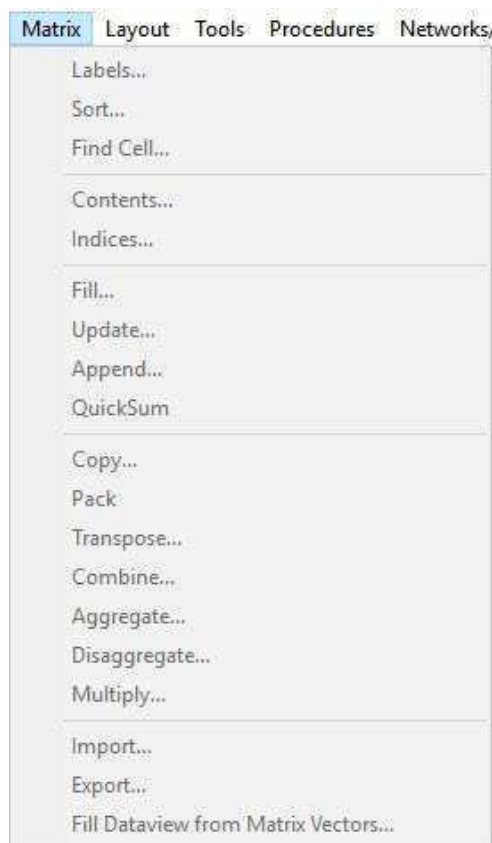 Matrix Layout Tools Procedures Networks/
Labels...
Sort...
Find Cell...
Contents...
Indices...
Fill...
Update...
Append...
QuickSum
Copy...
Pack
Transpose...
Combine...
Aggregate...
Disaggregate...
Multiply...
Import...
Export...
Fill Dataview from Matrix Vectors...